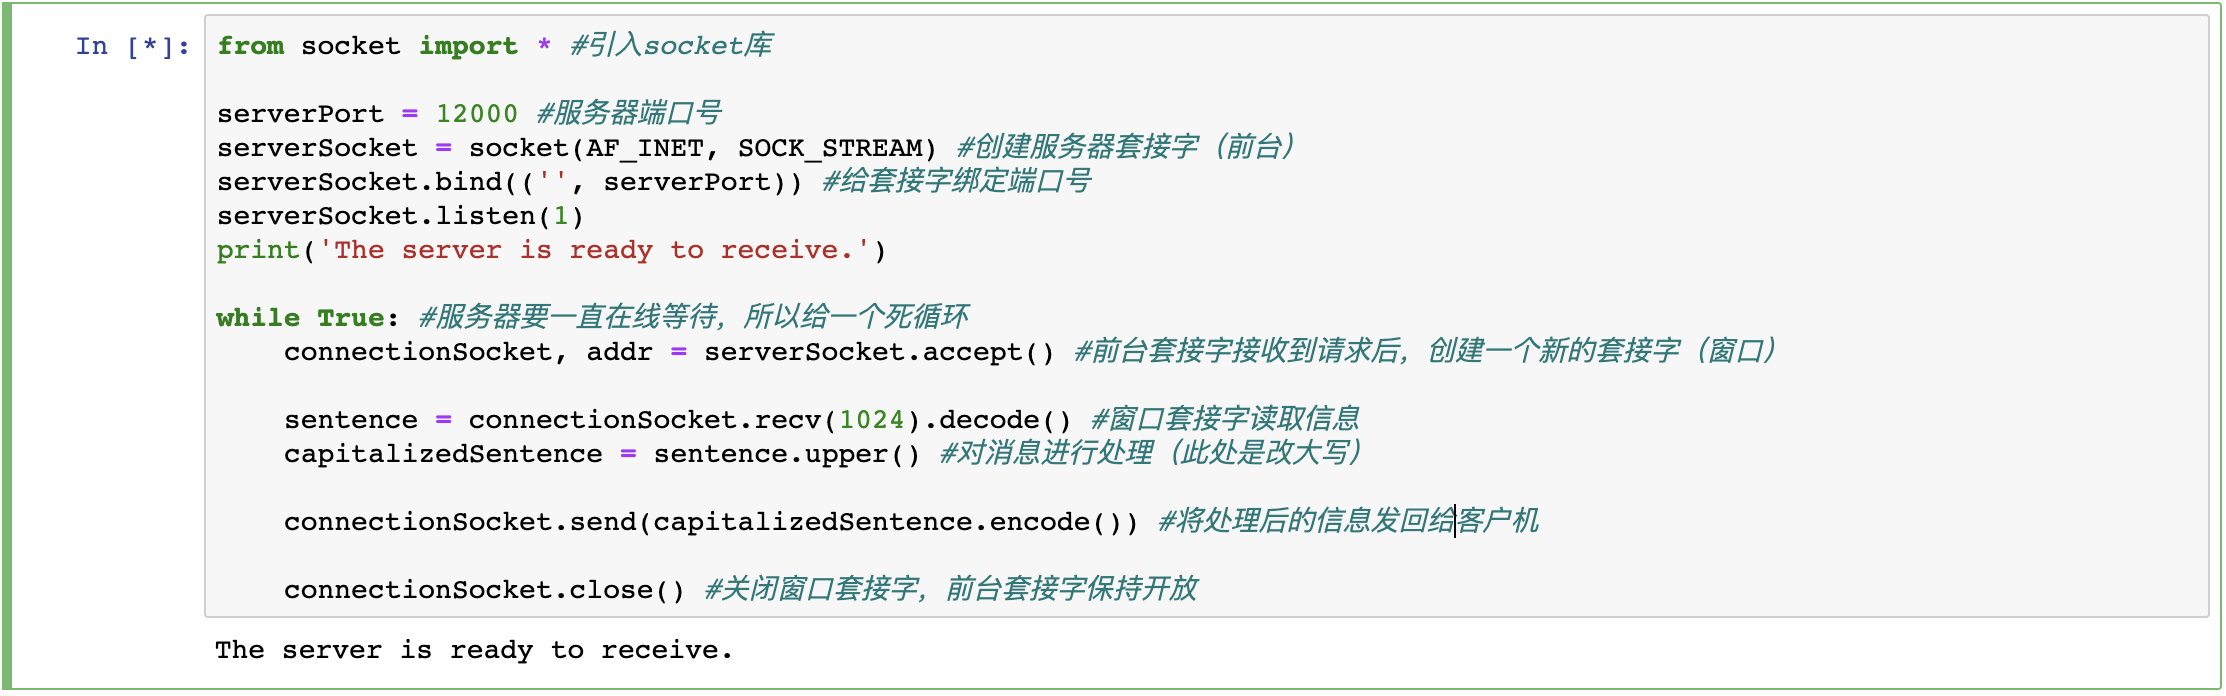 In [*]: from socket import * #引入socket库
serverPort = 12000 #服务器端口号
serverSocket = socket(AF_INET, SOCK_STREAM) #创建服务器套接字（前台）
serverSocket.bind(('', serverPort)) #给套接字绑定端口号
serverSocket.listen(1)
print('The server is ready to receive.')
while True: #服务器要一直在线等待，所以给一个死循环
    connectionSocket, addr = serverSocket.accept() #前台套接字接收到请求后，创建一个新的套接字（窗口）
    sentence = connectionSocket.recv(1024).decode() #窗口套接字读取信息
    capitalizedSentence = sentence.upper() #对消息进行处理（此处是改大写）
    connectionSocket.send(capitalizedSentence.encode()) #将处理后的信息发回给客户机
    connectionSocket.close() #关闭窗口套接字，前台套接字保持开放
The server is ready to receive.